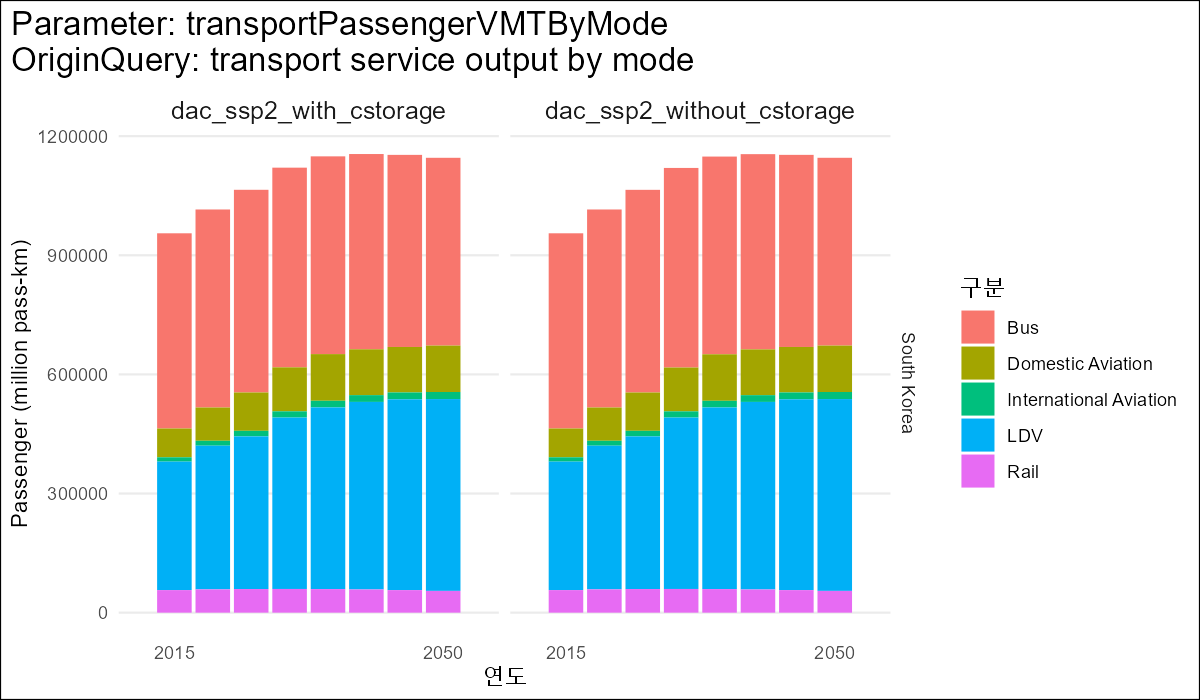 Parameter: transportPassengerVMTByMode
OriginQuery: transport service output by mode
dac_ssp2_with_cstorage
dac_ssp2_without_cstorage
1200000
900000
600000
300000
0
Passenger (million pass-km)
2015
2050
2015
2050
연도
South Korea
구분
Bus
Domestic Aviation
International Aviation
LDV
Rail